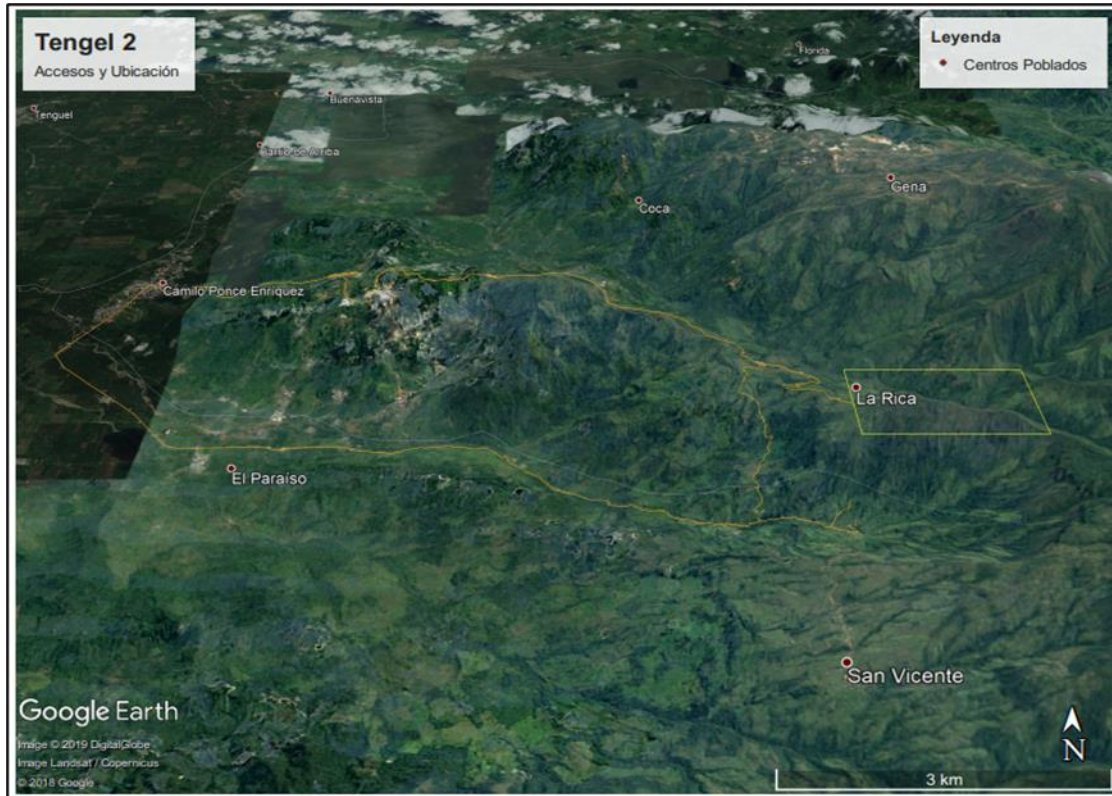 Tengel 2
Accesos y Ubicación
Leyenda
Centros Poblados
Florida
Buenavista
Tenguel
Gena
Coca
Camilo Ponce Enriquez
La Rica
El Paraíso
San Vicente
Google Earth
Image © 2019 DigitalGlobe
Image Landsat / Copernicus
© 2018 Google
N
3 km